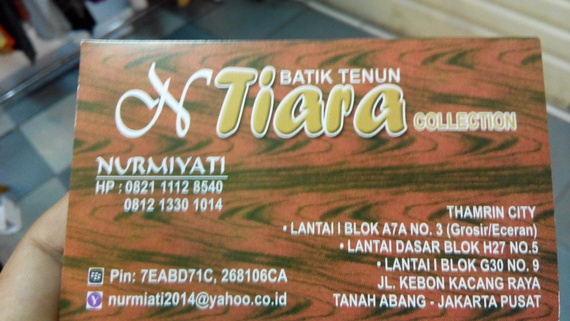 N Tiara
BATIK TENUN
COLLECTION
NURMIYATI
HP : 0821 1112 8540
0812 1330 1014
THAMRIN CITY
• LANTAI I BLOK A7A NO. 3 (Grosir/Eceran)
• LANTAI DASAR BLOK H27 NO.5
• LANTAI I BLOK G30 NO. 9
JL. KEBON KACANG RAYA
TANAH ABANG - JAKARTA PUSAT
Pin: 7EABD71C, 268106CA
nurmiati2014@yahoo.co.id